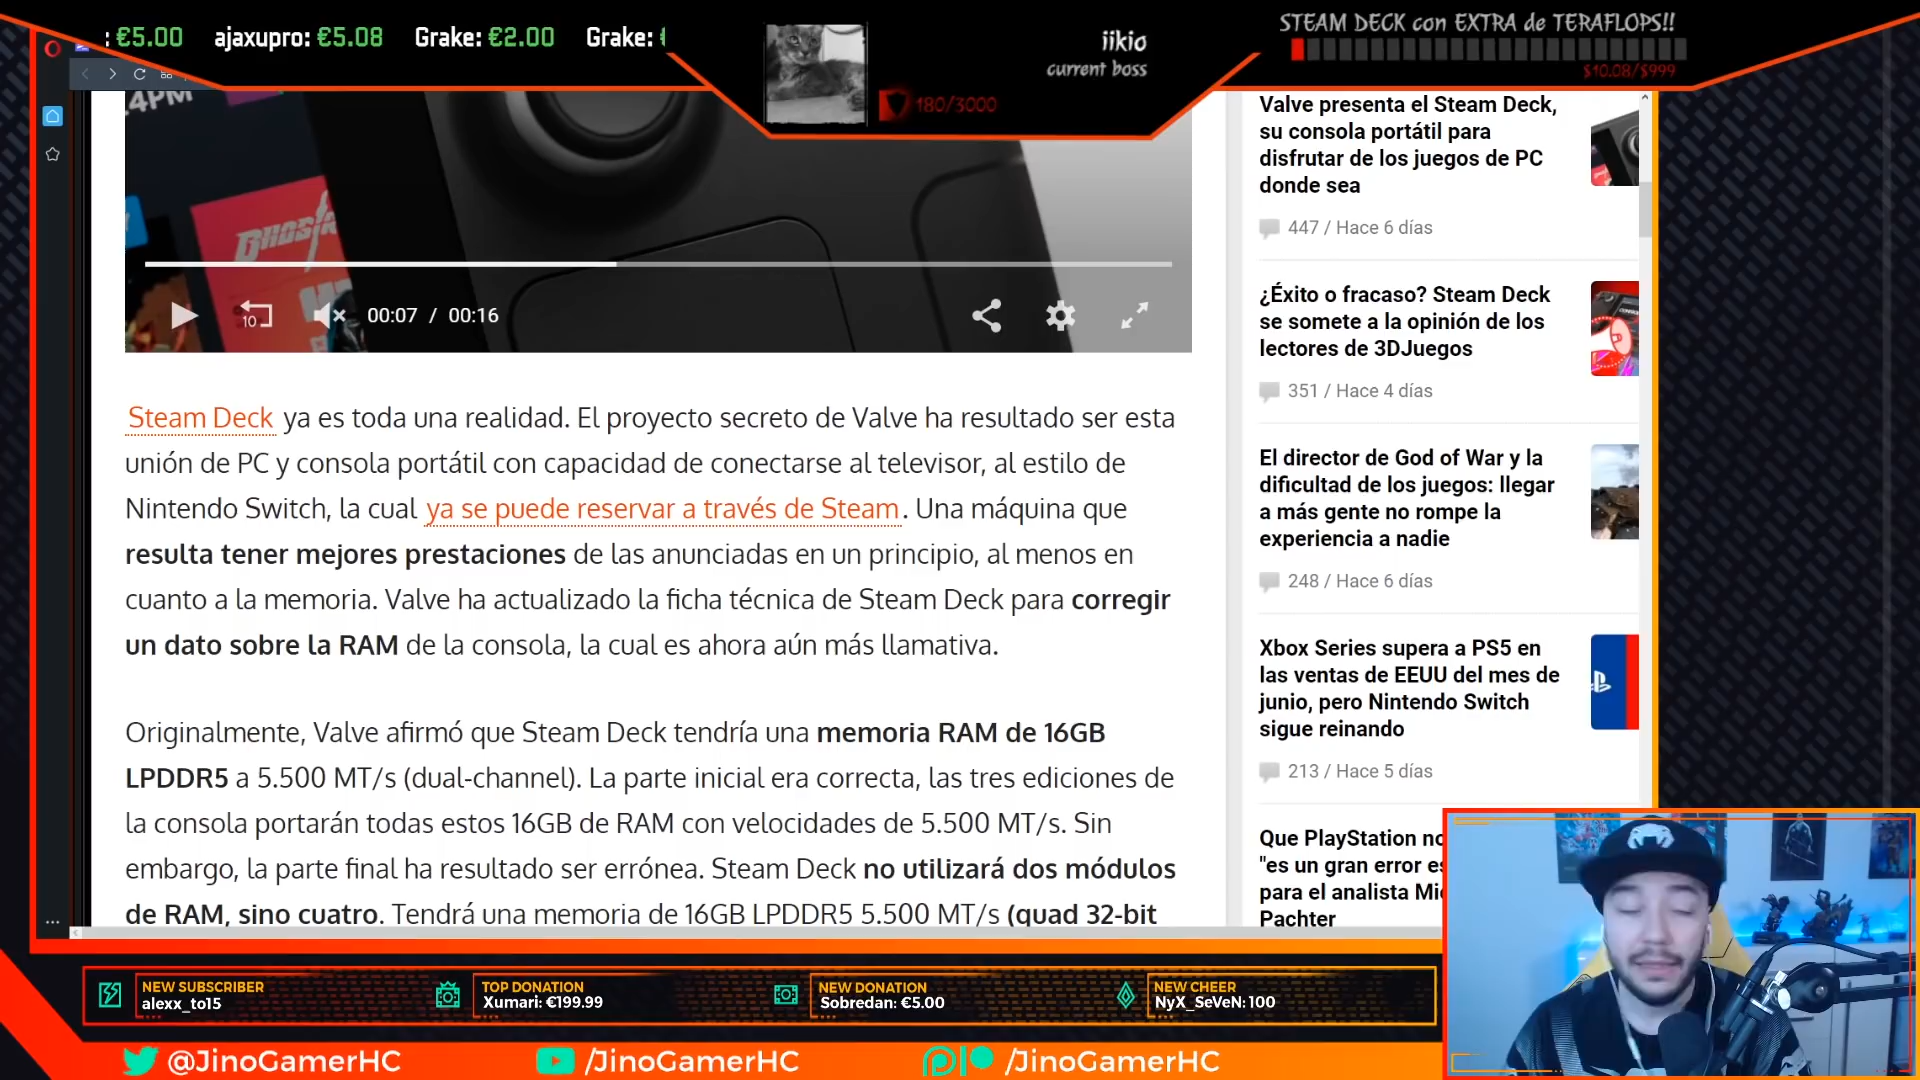 : €5.00 ajaxupro: €5.08 Grake: €2.00 Grake:
iikio
current boss
180/3000
STEAM DECK con EXTRA de TERAFLOPS!!
$10.08/$999
4PM
10
00:07 / 00:16
Steam Deck ya es toda una realidad. El proyecto secreto de Valve ha resultado ser esta
unión de PC y consola portátil con capacidad de conectarse al televisor, al estilo de
Nintendo Switch, la cual ya se puede reservar a través de Steam. Una máquina que
resulta tener mejores prestaciones de las anunciadas en un principio, al menos en
cuanto a la memoria. Valve ha actualizado la ficha técnica de Steam Deck para corregir
un dato sobre la RAM de la consola, la cual es ahora aún más llamativa.
Originalmente, Valve afirmó que Steam Deck tendría una memoria RAM de 16GB
LPDDR5 a 5.500 MT/s (dual-channel). La parte inicial era correcta, las tres ediciones de
la consola portarán todas estos 16GB de RAM con velocidades de 5.500 MT/s. Sin
embargo, la parte final ha resultado ser errónea. Steam Deck no utilizará dos módulos
de RAM, sino cuatro. Tendrá una memoria de 16GB LPDDR5 5.500 MT/s (quad 32-bit
Valve presenta el Steam Deck,
su consola portátil para
disfrutar de los juegos de PC
donde sea
447 / Hace 6 días
¿Éxito o fracaso? Steam Deck
se somete a la opinión de los
lectores de 3DJuegos
351 / Hace 4 días
El director de God of War y la
dificultad de los juegos: llegar
a más gente no rompe la
experiencia a nadie
248 / Hace 6 días
Xbox Series supera a PS5 en
las ventas de EEUU del mes de
junio, pero Nintendo Switch
sigue reinando
213 / Hace 5 días
Que PlayStation no
"es un gran error es
para el analista Mic
Pachter
NEW SUBSCRIBER
alexx_to15
TOP DONATION
Xumari: €199.99
NEW DONATION
Sobredan: €5.00
NEW CHEER
NyX_SeVeN: 100
@JinoGamerHC
/JinoGamerHC
/JinoGamerHC